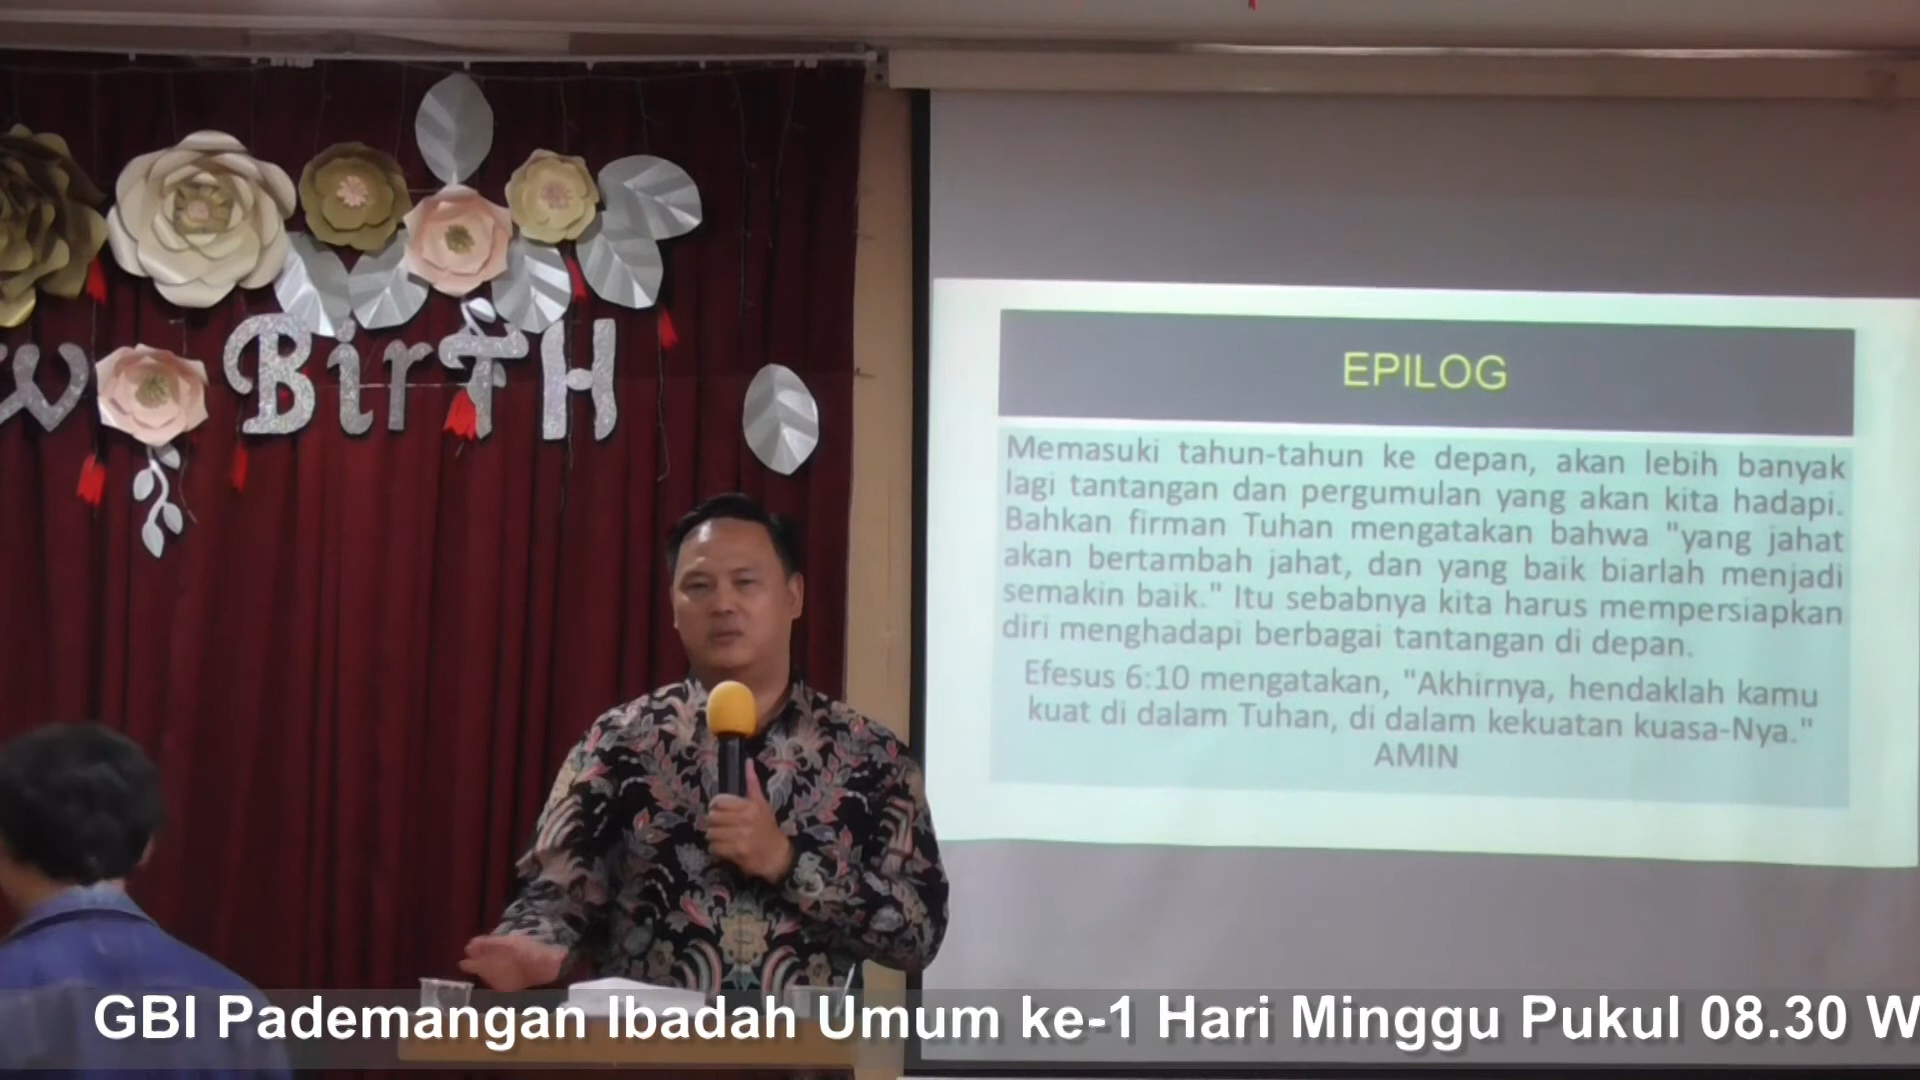 w BirTH
EPILOG
Memasuki tahun-tahun ke depan, akan lebih banyak
lagi tantangan dan pergumulan yang akan kita hadapi.
Bahkan firman Tuhan mengatakan bahwa "yang jahat
akan bertambah jahat, dan yang baik biarlah menjadi
semakin baik." Itu sebabnya kita harus mempersiapkan
diri menghadapi berbagai tantangan di depan.
Efesus 6:10 mengatakan, "Akhirnya, hendaklah kamu
kuat di dalam Tuhan, di dalam kekuatan kuasa-Nya."
AMIN
GBI Pademangan Ibadah Umum ke-1 Hari Minggu Pukul 08.30 W